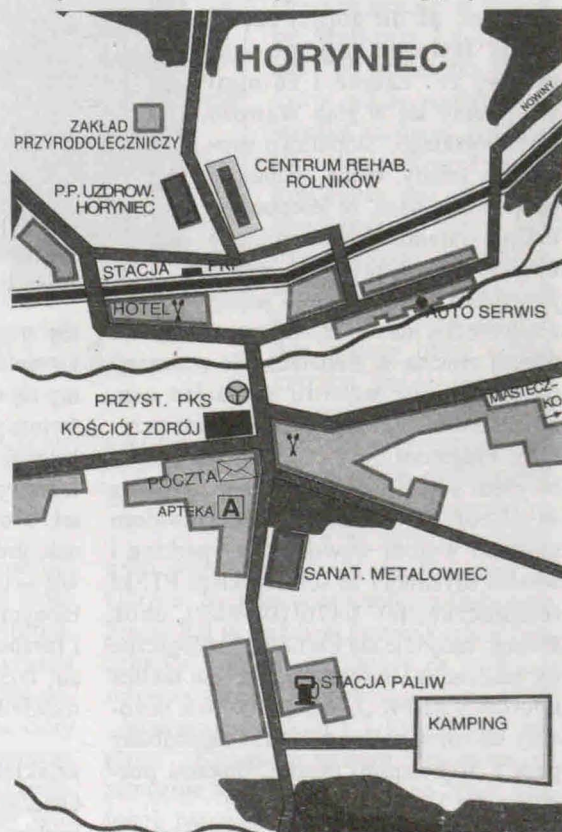 HORYNIEC
NOWINY
ZAKŁAD
PRZYRODOLECZNICZY
CENTRUM REHAB.
ROLNIKÓW
P.P. UZDROW.
HORYNIEC
STACJA PKP
HOTEL
AUTO SERWIS
PRZYST. PKS
KOŚCIÓŁ ZDRÓJ
MIASTECZ-
KO
POCZTA
APTEKA A
SANAT. METALOWIEC
STACJA PALIW
KAMPING